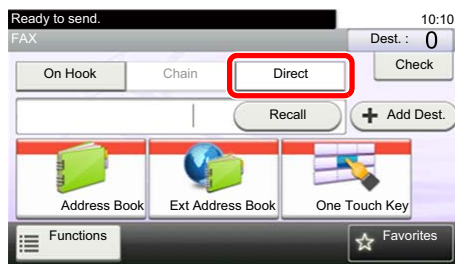 Ready to send. 10:10
FAX Dest. : 0
On Hook Chain Direct Check
Recall Add Dest.
Address Book Ext Address Book One Touch Key
Functions Favorites